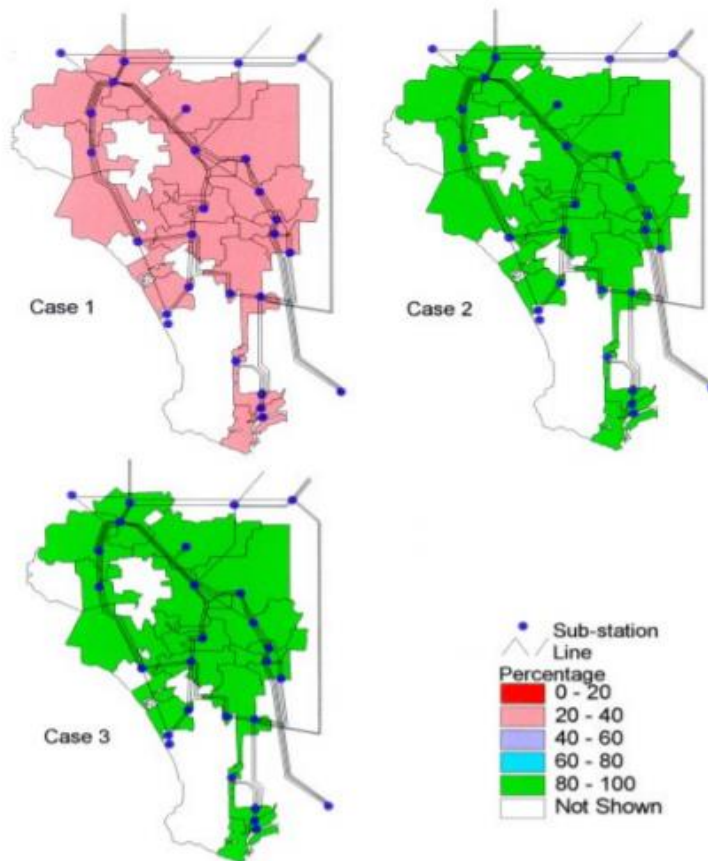 Case 1
Case 2
Case 3
Sub-station
Line
Percentage
0 - 20
20 - 40
40 - 60
60 - 80
80 - 100
Not Shown